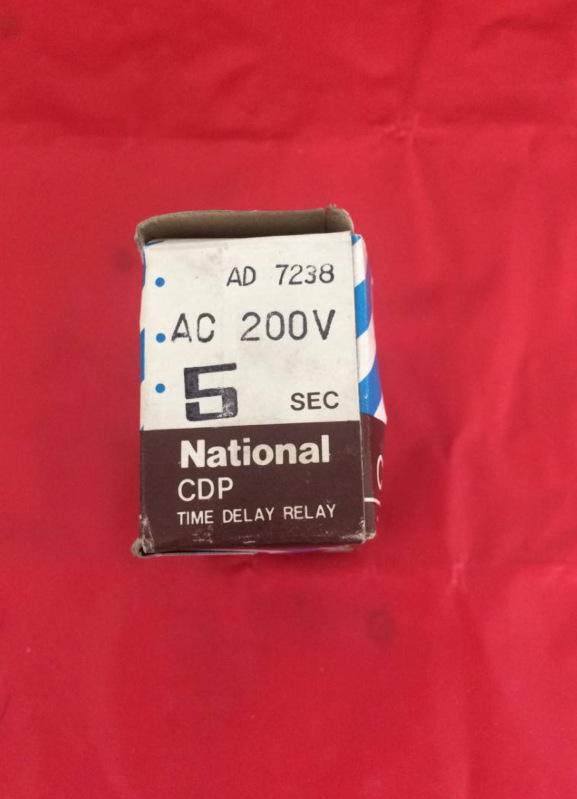 AD 7238
AC 200V
5 SEC
National
CDP
TIME DELAY RELAY